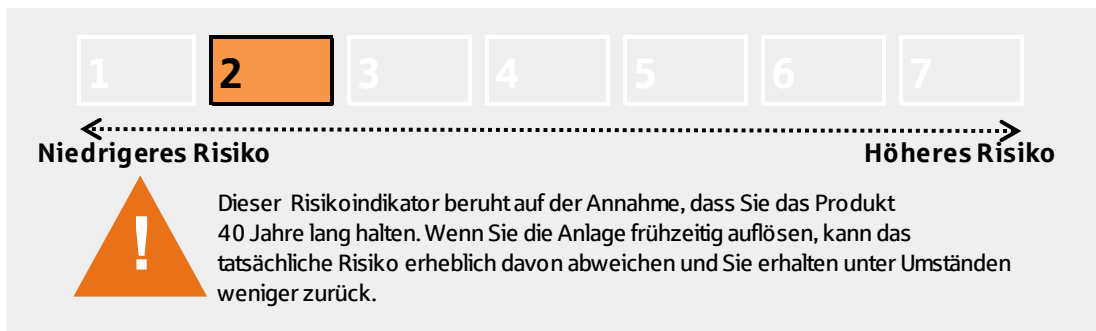 1 2 3 4 5 6 7
Niedrigeres Risiko Höheres Risiko
!
Dieser Risikoindikator beruht auf der Annahme, dass Sie das Produkt
40 Jahre lang halten. Wenn Sie die Anlage frühzeitig auflösen, kann das
tatsächliche Risiko erheblich davon abweichen und Sie erhalten unter Umständen
weniger zurück.